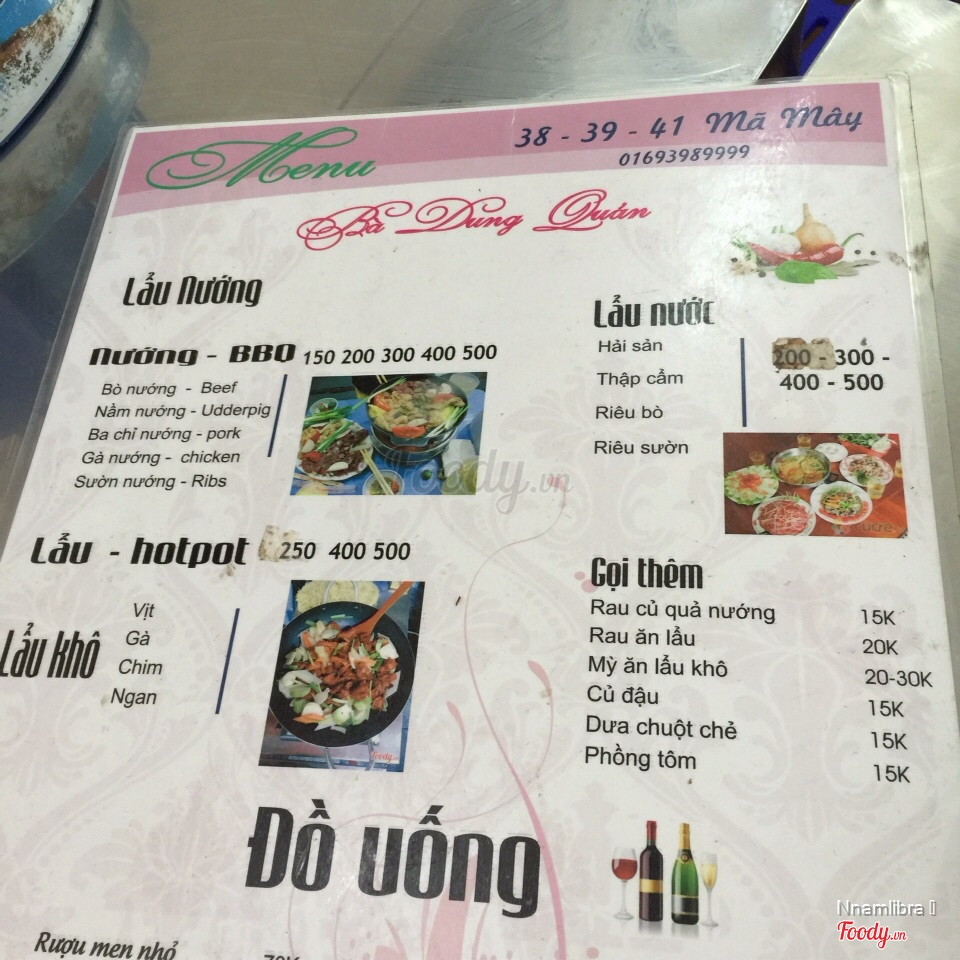 Menu
38 - 39 - 41 Mã Mây
01693989999
Bà Dung Quán
Lẩu Nướng
Nướng - BBQ 150 200 300 400 500
Bò nướng - Beef
Nầm nướng - Udderpig
Ba chỉ nướng - pork
Gà nướng - chicken
Sườn nướng - Ribs
Lẩu - hotpot 250 400 500
Lẩu khô
Vịt
Gà
Chim
Ngan
Lẩu nước
Hải sản
Thập cẩm
Riêu bò
Riêu sườn
200 - 300 -
400 - 500
Gọi thêm
Rau củ quả nướng 15K
Rau ăn lẩu 20K
Mỳ ăn lẩu khô 20-30K
Củ đậu 15K
Dưa chuột chẻ 15K
Phồng tôm 15K
Đồ uống
Rượu men nhỏ
Foody.vn
foody.vn
Nnamlibra
Foody.vn